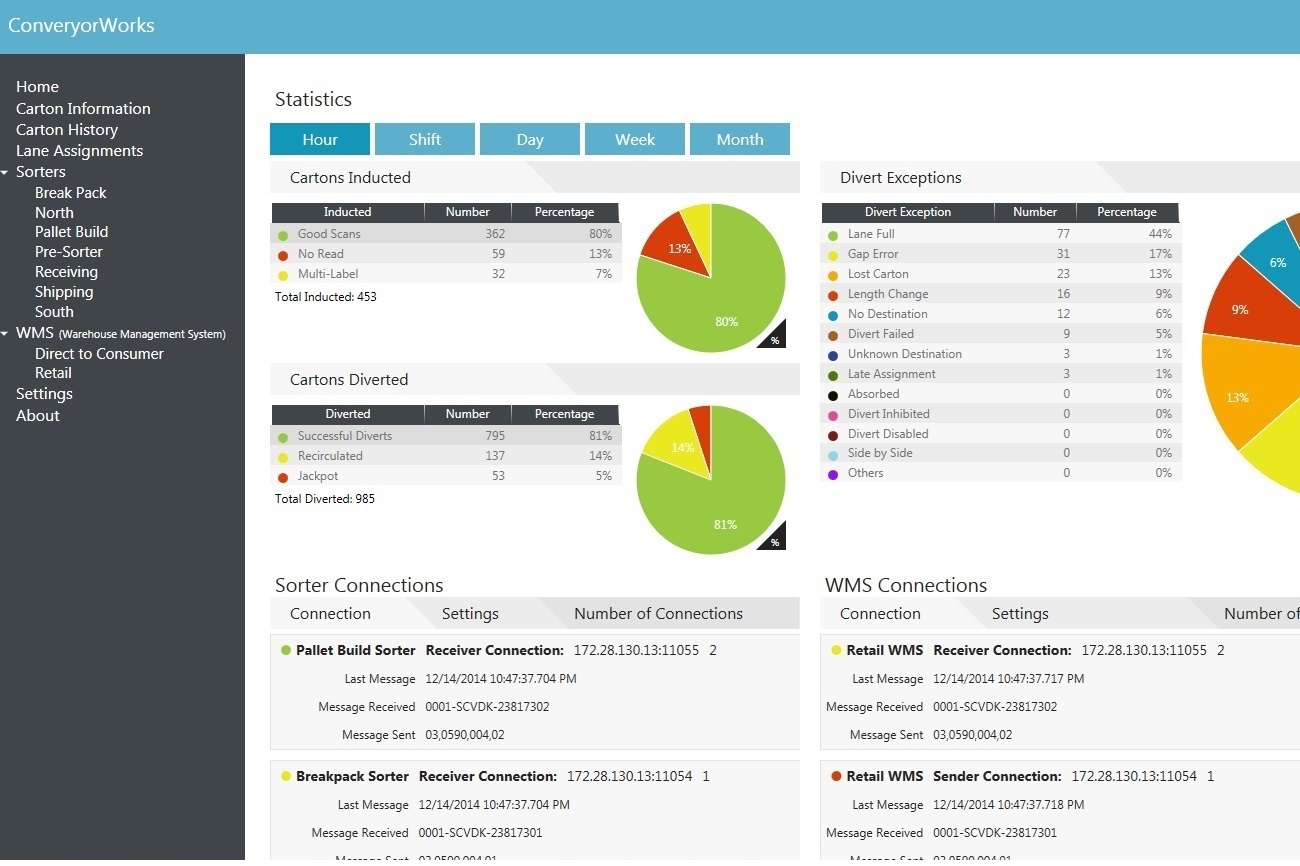 ConveryorWorks
Home
Carton Information
Carton History
Lane Assignments
Sorters
Break Pack
North
Pallet Build
Pre-Sorter
Receiving
Shipping
South
WMS (Warehouse Management System)
Direct to Consumer
Retail
Settings
About
Statistics
Hour Shift Day Week Month
Cartons Inducted
Inducted Number Percentage
Good Scans 362 80%
No Read 59 13%
Multi-Label 32 7%
Total Inducted: 453
13%
80%
%
Cartons Diverted
Diverted Number Percentage
Successful Diverts 795 81%
Recirculated 137 14%
Jackpot 53 5%
Total Diverted: 985
14%
81%
%
Divert Exceptions
Divert Exception Number Percentage
Lane Full 77 44%
Gap Error 31 17%
Lost Carton 23 13%
Length Change 16 9%
No Destination 12 6%
Divert Failed 9 5%
Unknown Destination 3 1%
Late Assignment 3 1%
Absorbed 0 0%
Divert Inhibited 0 0%
Divert Disabled 0 0%
Side by Side 0 0%
Others 0 0%
6%
9%
13%
Sorter Connections
Connection Settings Number of Connections
Pallet Build Sorter Receiver Connection: 172.28.130.13:11055 2
Last Message 12/14/2014 10:47:37.704 PM
Message Received 0001-SCVDK-23817302
Message Sent 03,0590,004,02
Breakpack Sorter Receiver Connection: 172.28.130.13:11054 1
Last Message 12/14/2014 10:47:37.704 PM
Message Received 0001-SCVDK-23817301
Message Sent 03,0590,004,01
WMS Connections
Connection Settings Number of
Retail WMS Receiver Connection: 172.28.130.13:11055 2
Last Message 12/14/2014 10:47:37.717 PM
Message Received 0001-SCVDK-23817302
Message Sent 03,0590,004,02
Retail WMS Sender Connection: 172.28.130.13:11054 1
Last Message 12/14/2014 10:47:37.718 PM
Message Received 0001-SCVDK-23817301
Message Sent 03,0590,004,01